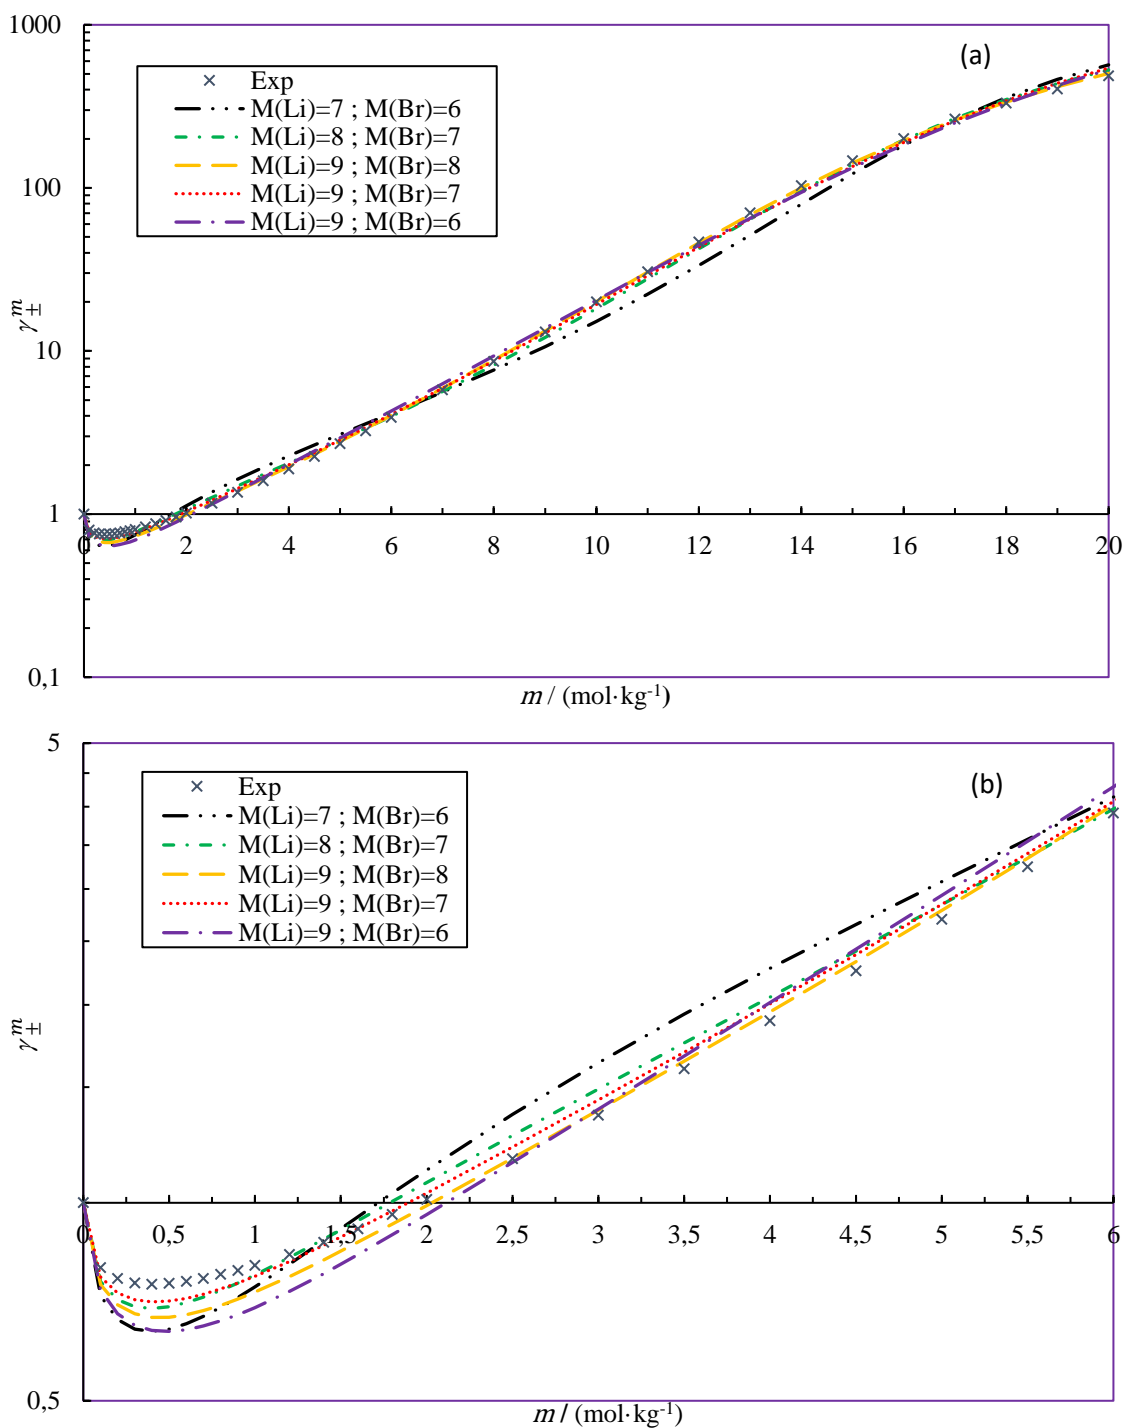 1000
(a)
Exp
M(Li)=7 ; M(Br)=6
M(Li)=8 ; M(Br)=7
100
M(Li)=9 ; M(Br)=8
M(Li)=9 ; M(Br)=7
M(Li)=9 ; M(Br)=6
γ±^m
10
1
0 2 4 6 8 10 12 14 16 18 20
0,1
m / (mol·kg-1)
5
(b)
Exp
M(Li)=7 ; M(Br)=6
M(Li)=8 ; M(Br)=7
M(Li)=9 ; M(Br)=8
M(Li)=9 ; M(Br)=7
M(Li)=9 ; M(Br)=6
γ±^m
0 0,5 1 1,5 2 2,5 3 3,5 4 4,5 5 5,5 6
0,5
m / (mol·kg-1)